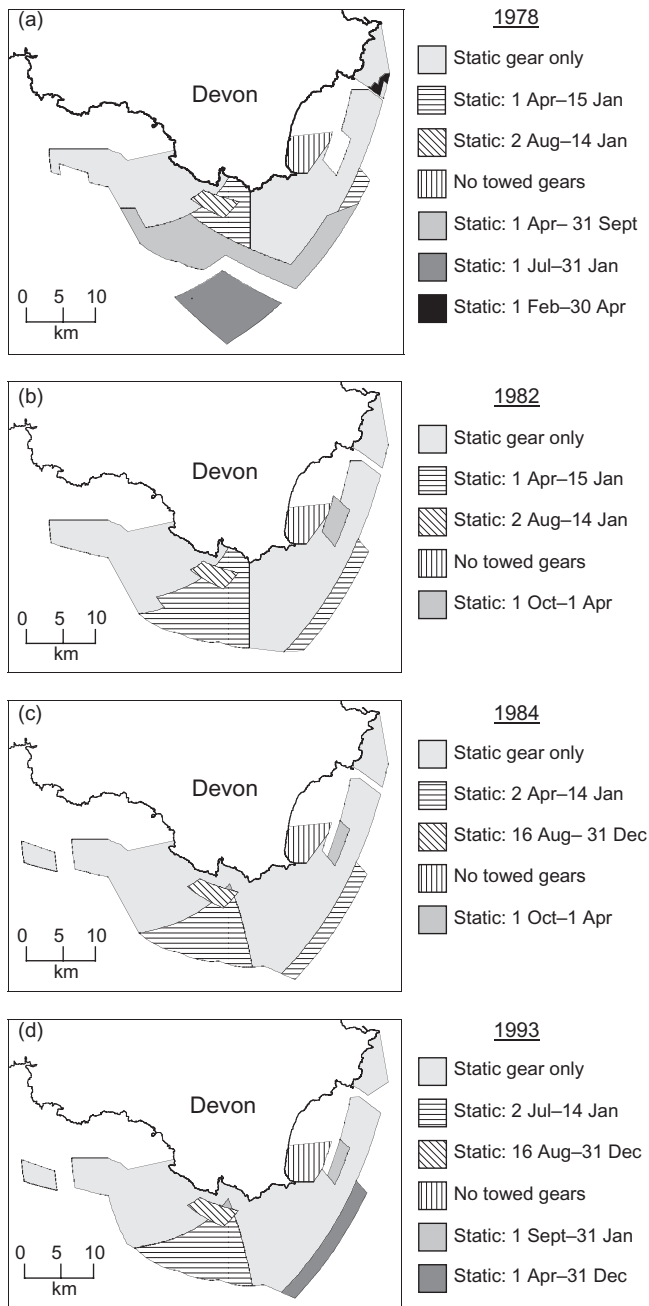 (a)
Devon
0 5 10
km
1978
Static gear only
Static: 1 Apr–15 Jan
Static: 2 Aug–14 Jan
No towed gears
Static: 1 Apr– 31 Sept
Static: 1 Jul–31 Jan
Static: 1 Feb–30 Apr
(b)
Devon
0 5 10
km
1982
Static gear only
Static: 1 Apr–15 Jan
Static: 2 Aug–14 Jan
No towed gears
Static: 1 Oct–1 Apr
(c)
Devon
0 5 10
km
1984
Static gear only
Static: 2 Apr–14 Jan
Static: 16 Aug– 31 Dec
No towed gears
Static: 1 Oct–1 Apr
(d)
Devon
0 5 10
km
1993
Static gear only
Static: 2 Jul–14 Jan
Static: 16 Aug–31 Dec
No towed gears
Static: 1 Sept–31 Jan
Static: 1 Apr–31 Dec